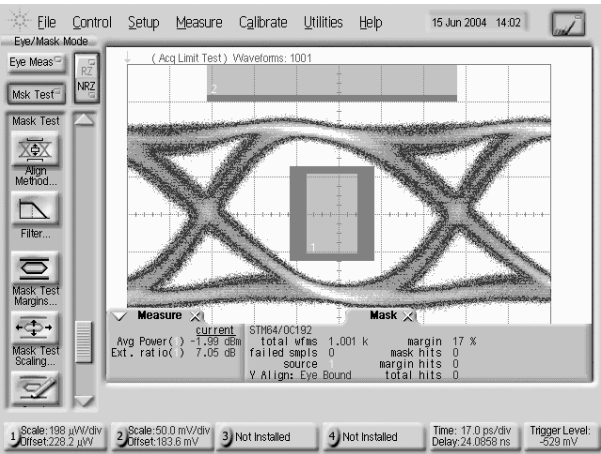 File Control Setup Measure Calibrate Utilities Help 15 Jun 2004 14:02
Eye/Mask Mode
Eye Meas
RZ
NRZ
Msk Test
Mask Test
Align Method...
Filter...
Mask Test Margins...
Mask Test Scaling...
( Acq Limit Test ) Waveforms: 1001
2
1
Measure
current
Avg Power( ) -1.99 dBm
Ext. ratio( ) 7.05 dB
Mask
STM64/OC192
total wfms 1.001 k margin 17 %
failed smpls 0 mask hits 0
source 1 margin hits 0
Y Align: Eye Bound total hits 0
1 Scale: 198 µW/div
Offset: 228.2 µW
2 Scale: 50.0 mV/div
Offset: 183.6 mV
3 Not Installed
4 Not Installed
Time: 17.0 ps/div
Delay: 24.0858 ns
Trigger Level:
-529 mV